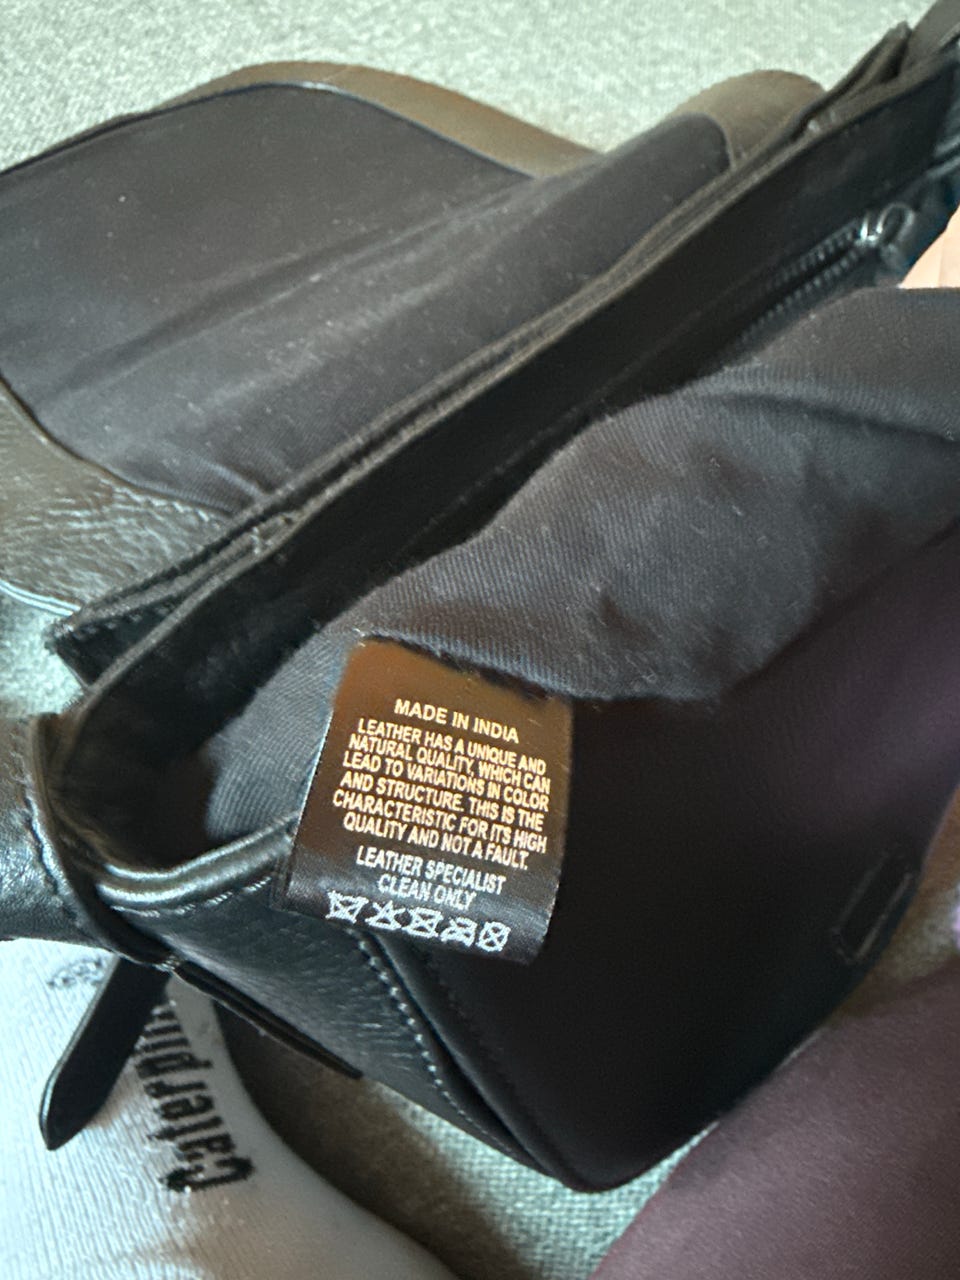 MADE IN INDIA
LEATHER HAS A UNIQUE AND
NATURAL QUALITY, WHICH CAN
LEAD TO VARIATIONS IN COLOR
AND STRUCTURE. THIS IS THE
CHARACTERISTIC FOR ITS HIGH
QUALITY AND NOT A FAULT.
LEATHER SPECIALIST
CLEAN ONLY